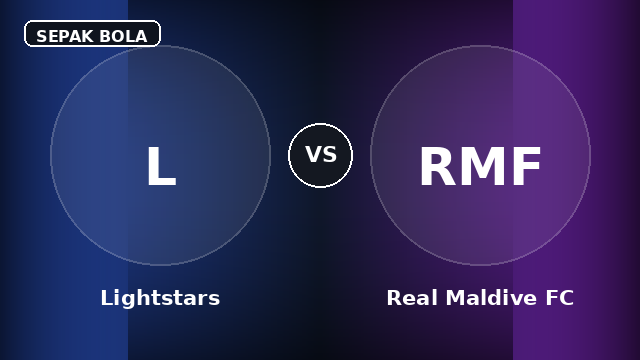 SEPAK BOLA
L
VS
RMF
Lightstars
Real Maldive FC